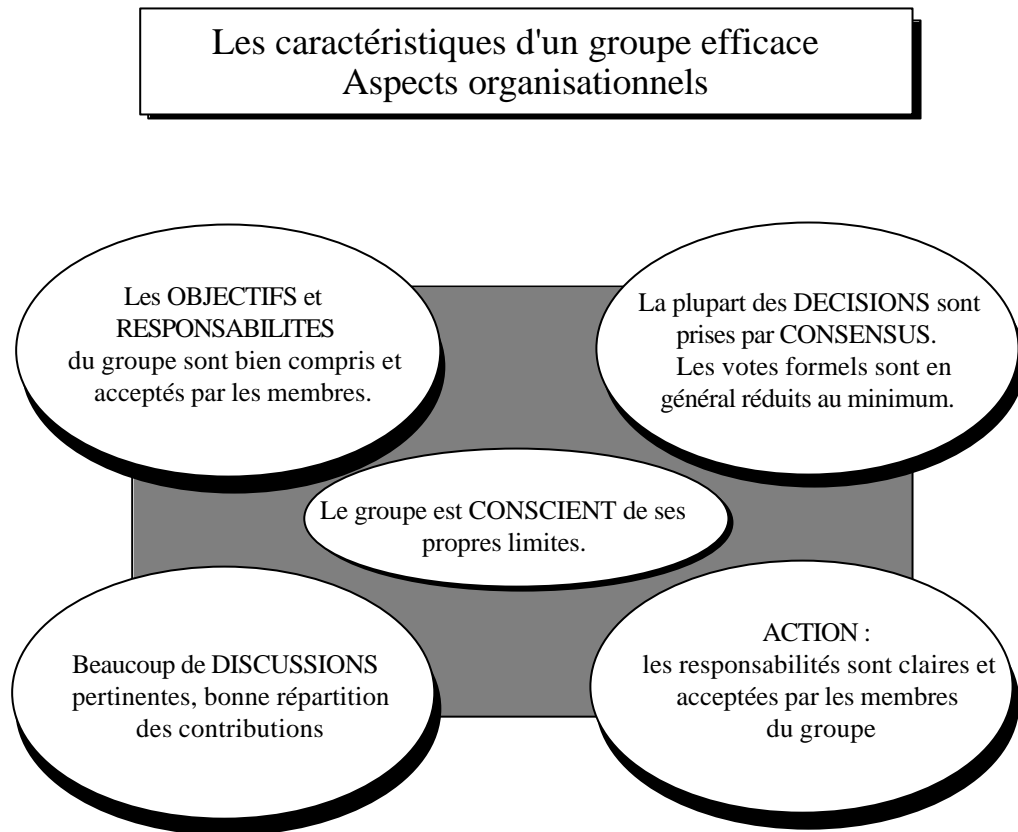 Les caractéristiques d'un groupe efficace
Aspects organisationnels
Les OBJECTIFS et
RESPONSABILITES
du groupe sont bien compris et
acceptés par les membres.
La plupart des DECISIONS sont
prises par CONSENSUS.
Les votes formels sont en
général réduits au minimum.
Le groupe est CONSCIENT de ses
propres limites.
Beaucoup de DISCUSSIONS
pertinentes, bonne répartition
des contributions
ACTION :
les responsabilités sont claires et
acceptées par les membres
du groupe